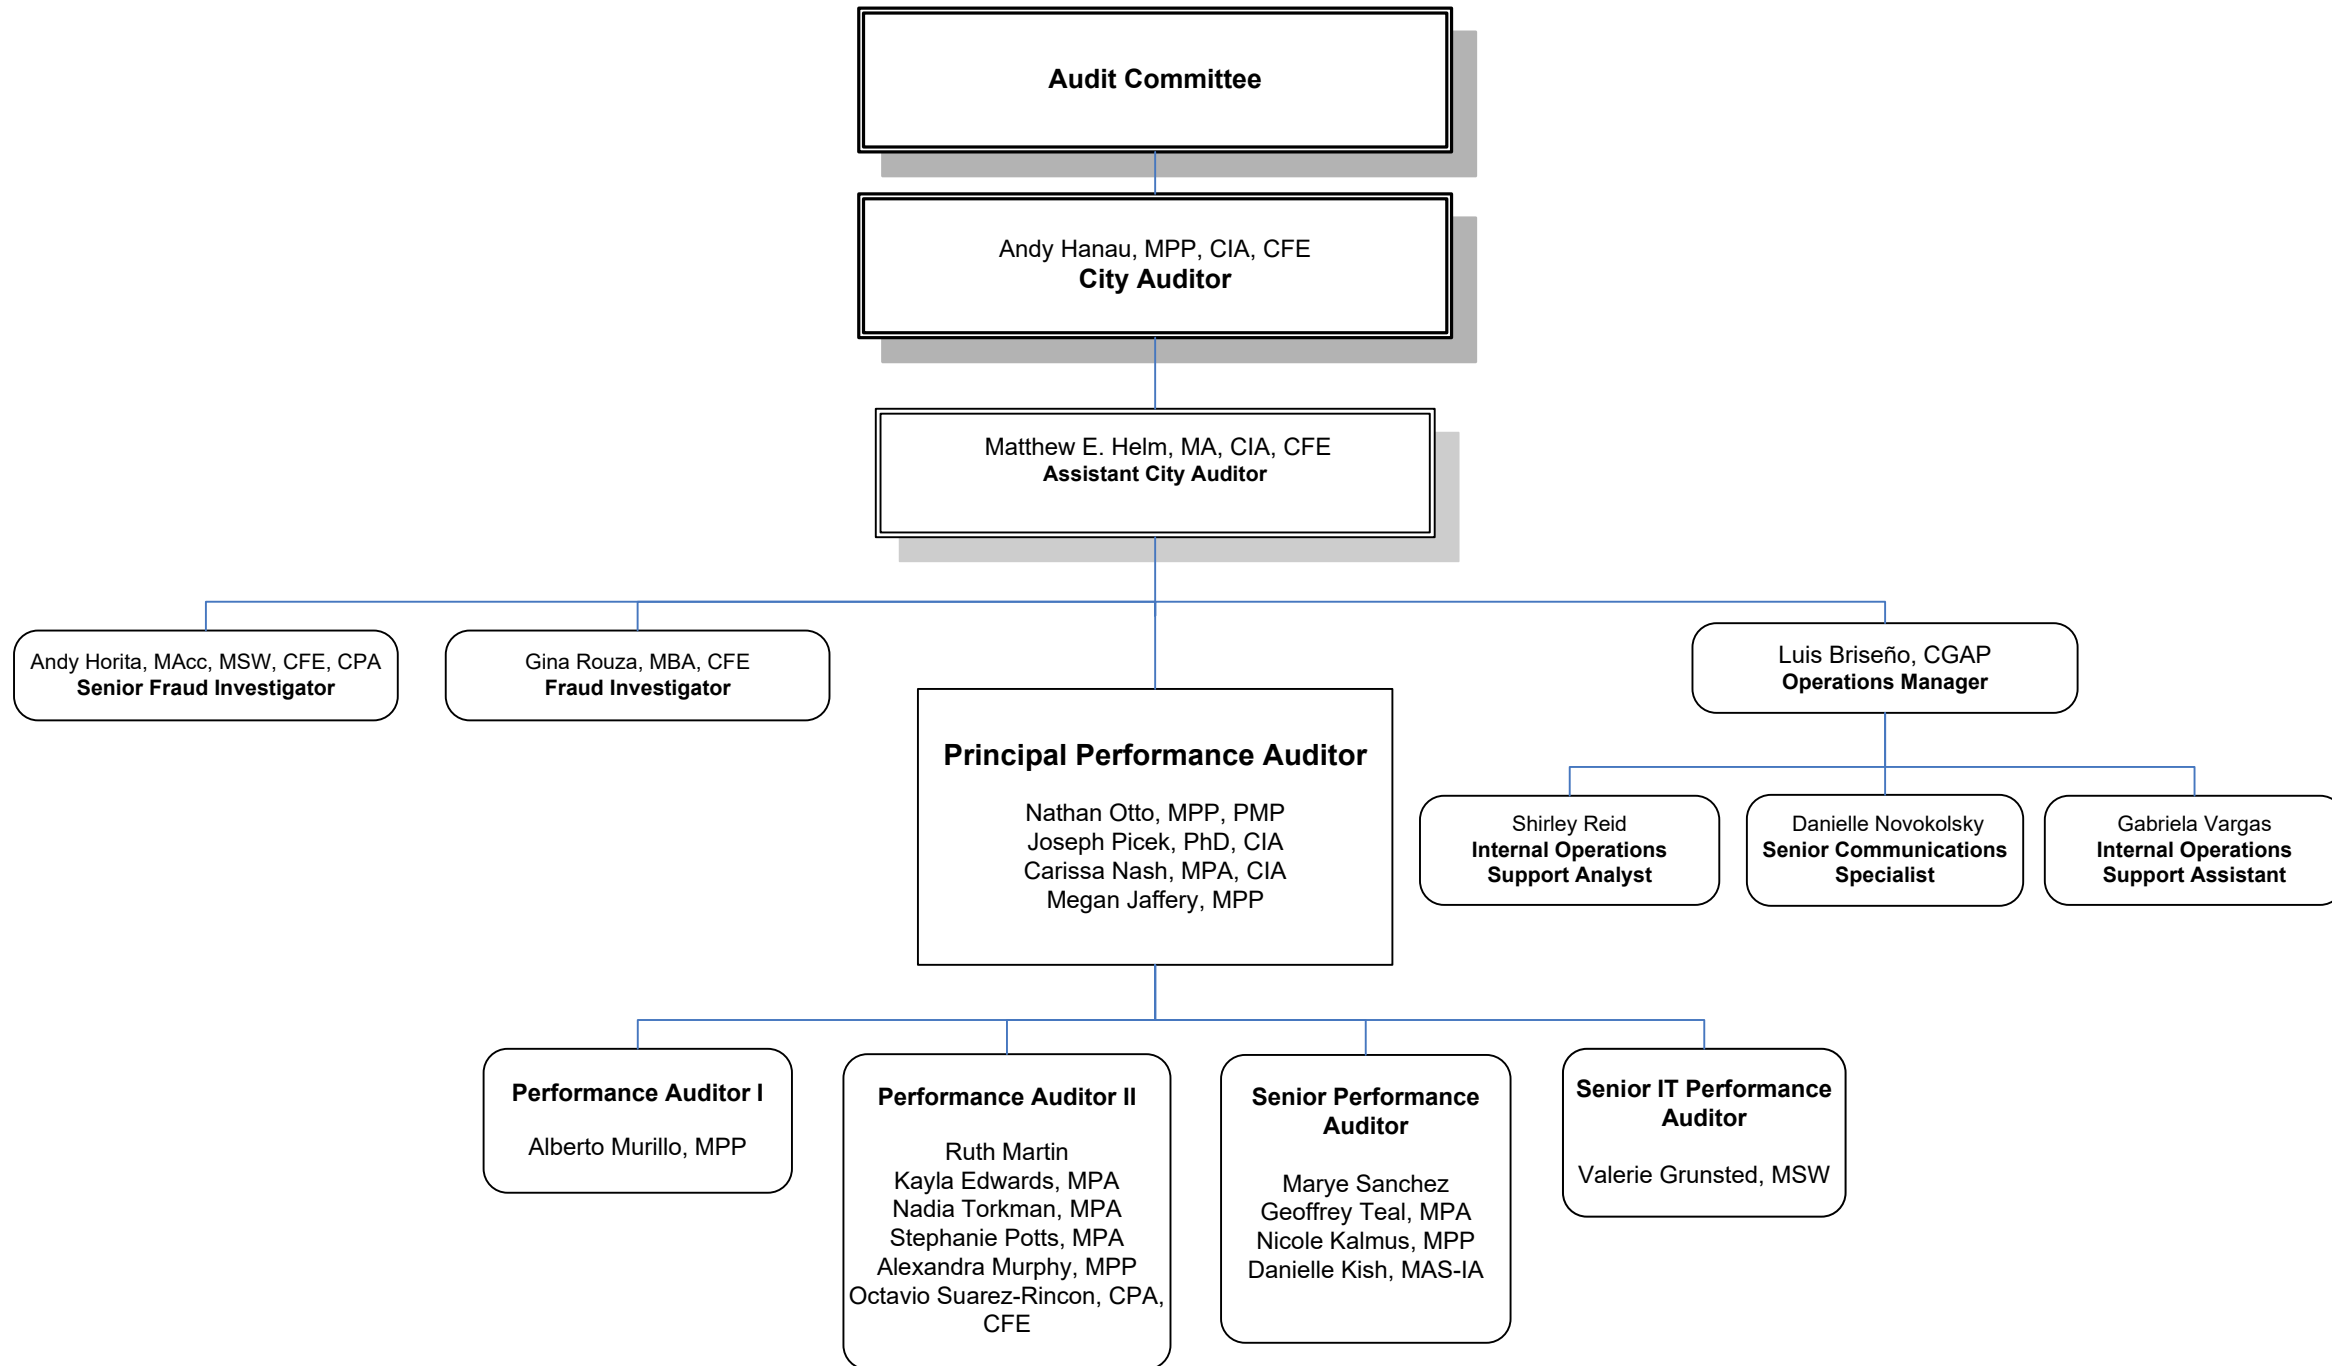 Audit Committee
Andy Hanau, MPP, CIA, CFE
City Auditor
Matthew E. Helm, MA, CIA, CFE
Assistant City Auditor
Andy Horita, MAcc, MSW, CFE, CPA
Senior Fraud Investigator
Gina Rouza, MBA, CFE
Fraud Investigator
Luis Briseño, CGAP
Operations Manager
Principal Performance Auditor
Nathan Otto, MPP, PMP
Joseph Picek, PhD, CIA
Carissa Nash, MPA, CIA
Megan Jaffery, MPP
Shirley Reid
Internal Operations
Support Analyst
Danielle Novokolsky
Senior Communications
Specialist
Gabriela Vargas
Internal Operations
Support Assistant
Performance Auditor I
Alberto Murillo, MPP
Performance Auditor II
Ruth Martin
Kayla Edwards, MPA
Nadia Torkman, MPA
Stephanie Potts, MPA
Alexandra Murphy, MPP
Octavio Suarez-Rincon, CPA,
CFE
Senior Performance
Auditor
Marye Sanchez
Geoffrey Teal, MPA
Nicole Kalmus, MPP
Danielle Kish, MAS-IA
Senior IT Performance
Auditor
Valerie Grunsted, MSW